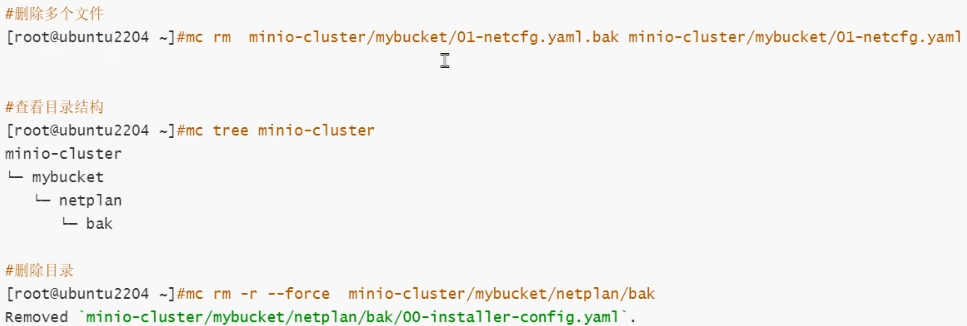 #删除多个文件
[root@ubuntu2204 ~]#mc rm  minio-cluster/mybucket/01-netcfg.yaml.bak minio-cluster/mybucket/01-netcfg.yaml
#查看目录结构
[root@ubuntu2204 ~]#mc tree minio-cluster
minio-cluster
└─ mybucket
   └─ netplan
      └─ bak
#删除目录
[root@ubuntu2204 ~]#mc rm -r --force  minio-cluster/mybucket/netplan/bak
Removed `minio-cluster/mybucket/netplan/bak/00-installer-config.yaml`.